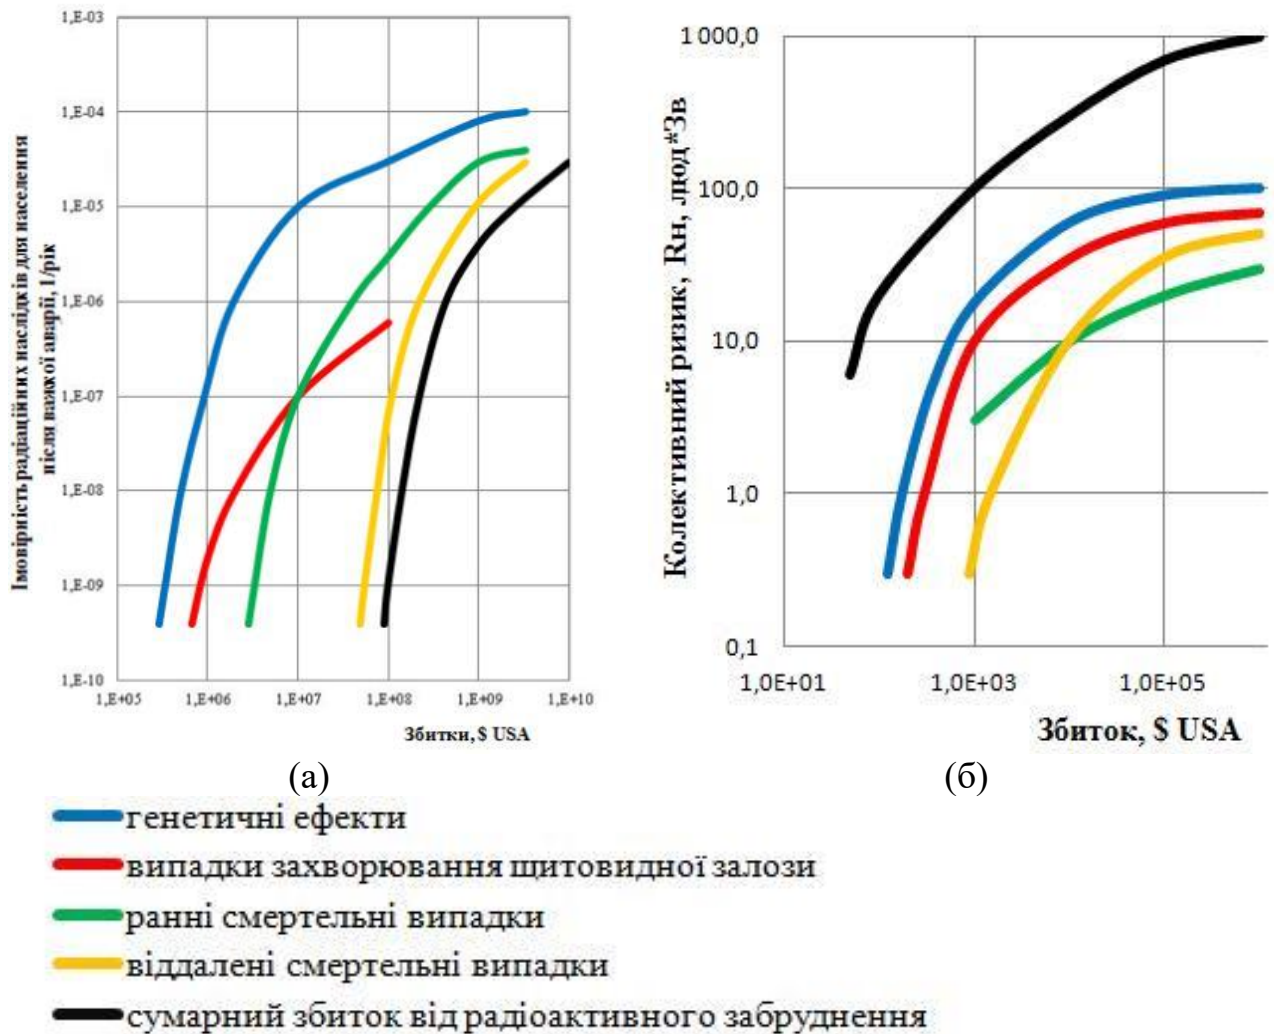 1,E-03
1,E-04
1,E-05
1,E-06
1,E-07
1,E-08
1,E-09
1,E-10
1,E+05 1,E+06 1,E+07 1,E+08 1,E+09 1,E+10
Імовірність радіаційних наслідків для населення
після важкої аварії, 1/рік
Збитки, $ USA
(а)
1 000,0
100,0
10,0
1,0
0,1
1,0E+01 1,0E+03 1,0E+05
Колективний ризик, Rн, люд*Зв
Збиток, $ USA
(б)
генетичні ефекти
випадки захворювання щитовидної залози
ранні смертельні випадки
віддалені смертельні випадки
сумарний збиток від радіоактивного забруднення